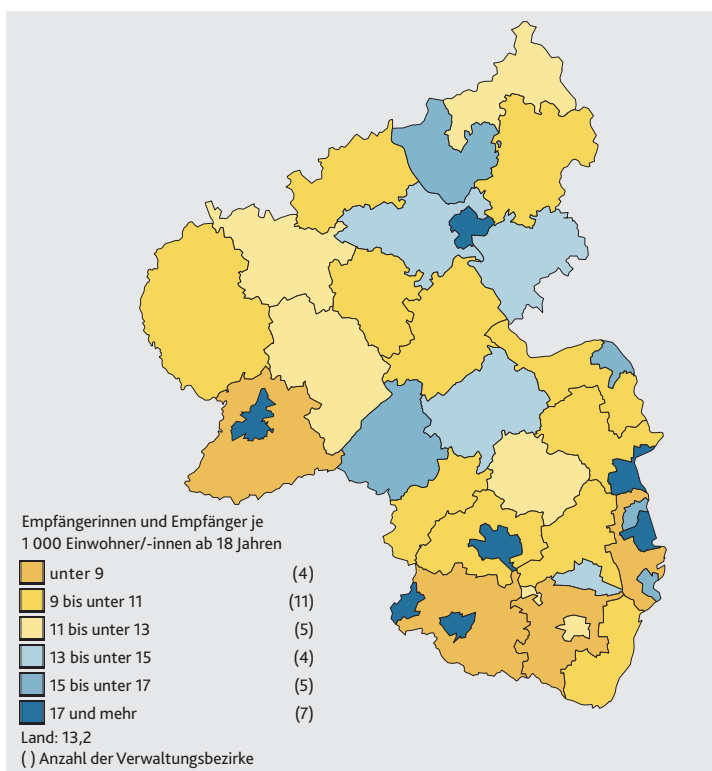 Empfängerinnen und Empfänger je
1 000 Einwohner/-innen ab 18 Jahren
unter 9 (4)
9 bis unter 11 (11)
11 bis unter 13 (5)
13 bis unter 15 (4)
15 bis unter 17 (5)
17 und mehr (7)
Land: 13,2
( ) Anzahl der Verwaltungsbezirke